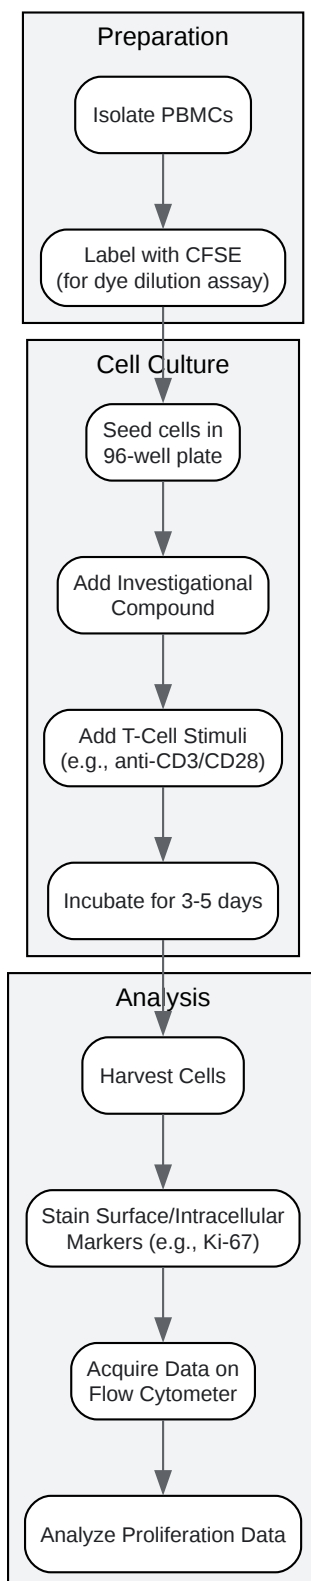 Preparation
Isolate PBMCs
Label with CFSE
(for dye dilution assay)
Cell Culture
Seed cells in
96-well plate
Add Investigational
Compound
Add T-Cell Stimuli
(e.g., anti-CD3/CD28)
Incubate for 3-5 days
Analysis
Harvest Cells
Stain Surface/Intracellular
Markers (e.g., Ki-67)
Acquire Data on
Flow Cytometer
Analyze Proliferation Data